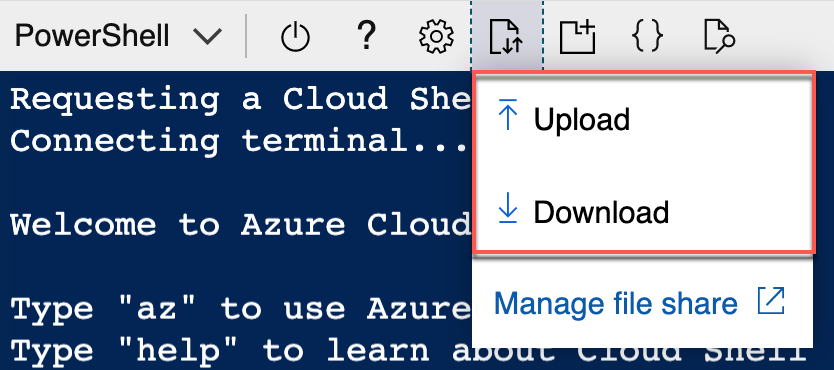 PowerShell
Requesting a Cloud She
Upload
Connecting terminal...
Welcome to Azure Cloud
Download
Type "az" to use Azure
Manage file share
Type "help" to learn about Cloud Shell